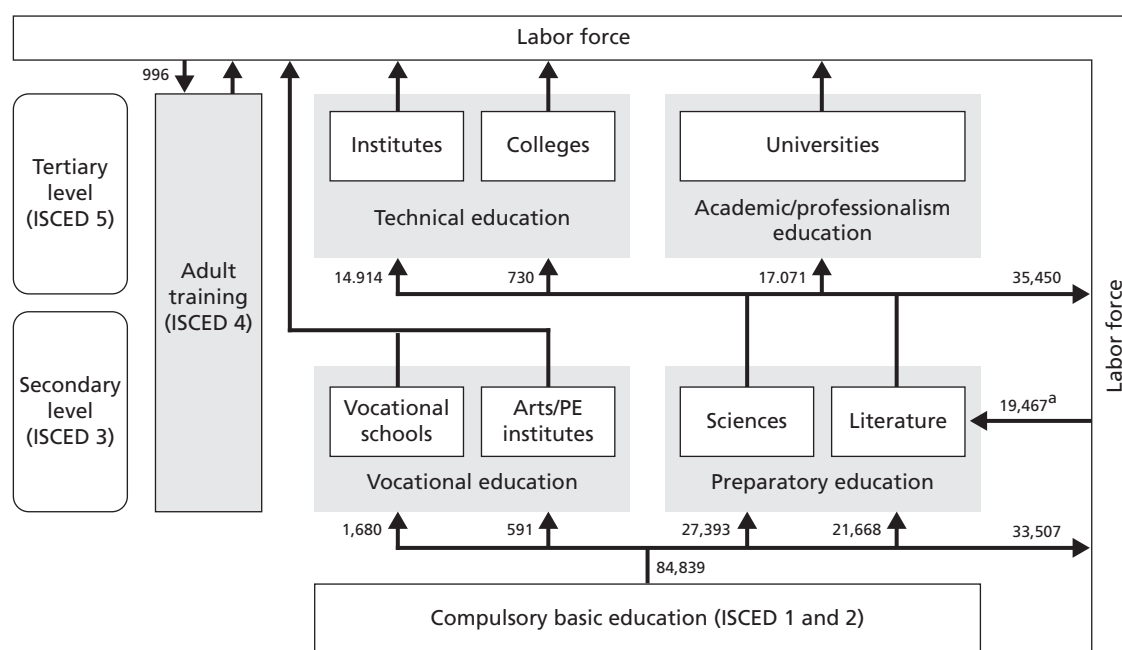 Labor force
996
Tertiary
level
(ISCED 5)
Adult
training
(ISCED 4)
Institutes
Colleges
Technical education
Universities
Academic/professionalism
education
14.914
730
17.071
35,450
Labor force
Secondary
level
(ISCED 3)
Vocational
schools
Arts/PE
institutes
Vocational education
Sciences
Literature
Preparatory education
19,467a
1,680
591
27,393
21,668
33,507
84,839
Compulsory basic education (ISCED 1 and 2)